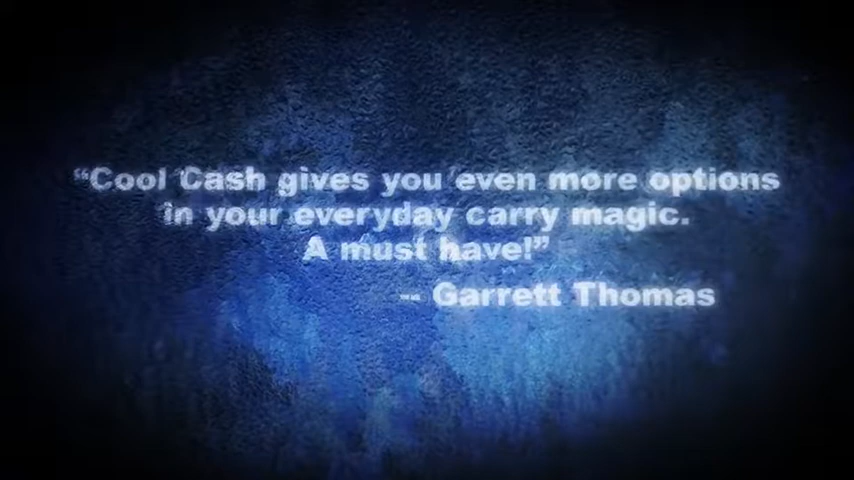 “Cool Cash gives you even more options
in your everyday carry magic.
A must have!”
-- Garrett Thomas